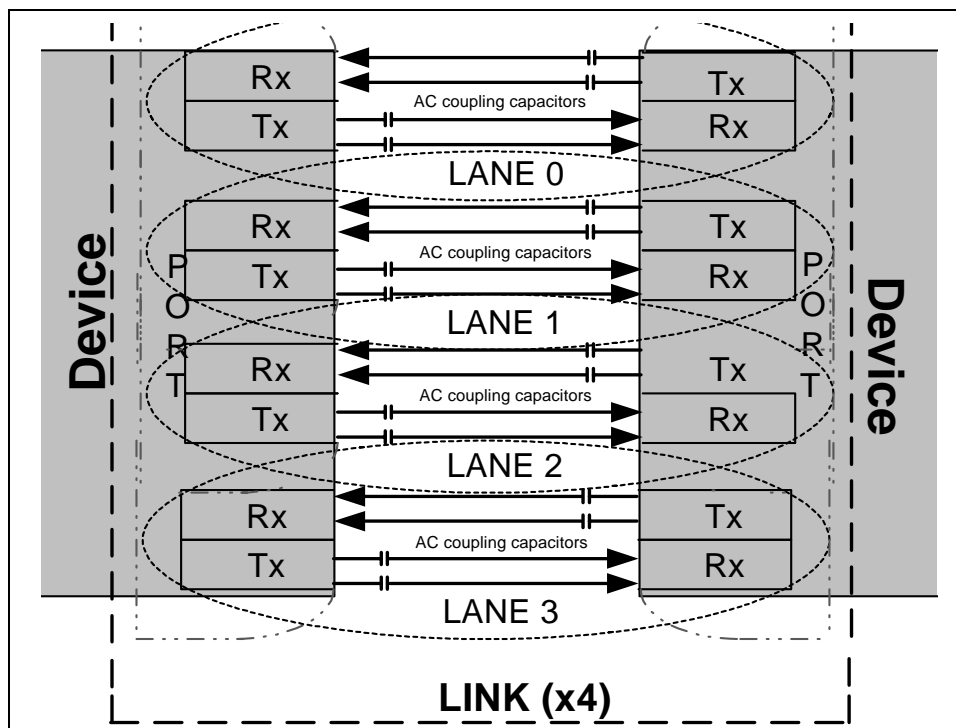 Rx
Tx
Tx
Rx
AC coupling capacitors
LANE 0
Rx
Tx
Tx
Rx
AC coupling capacitors
LANE 1
Rx
Tx
Tx
Rx
AC coupling capacitors
LANE 2
Rx
Tx
Tx
Rx
AC coupling capacitors
LANE 3
Device
PORT
PORT
Device
LINK (x4)